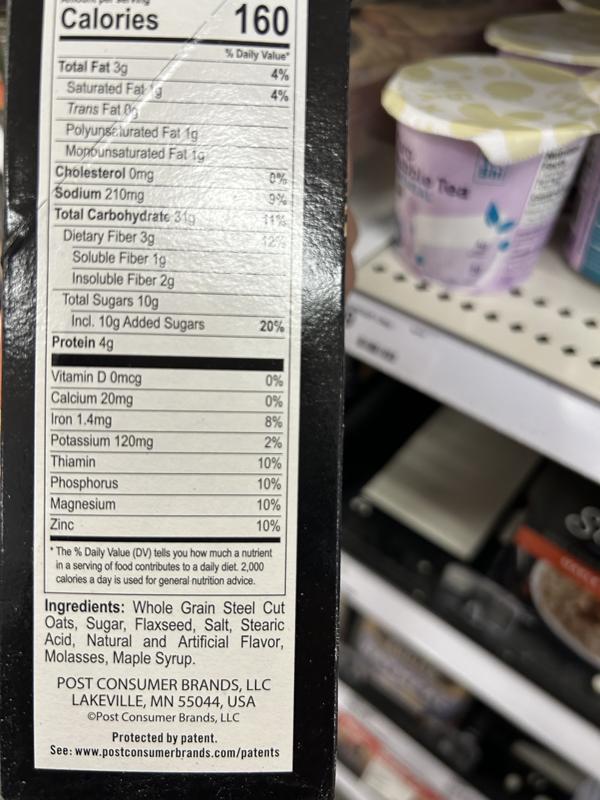 Amount per serving
Calories 160
% Daily Value*
Total Fat 3g 4%
Saturated Fat 1g 4%
Trans Fat 0g
Polyunsaturated Fat 1g
Monounsaturated Fat 1g
Cholesterol 0mg 0%
Sodium 210mg 9%
Total Carbohydrate 31g 11%
Dietary Fiber 3g 12%
Soluble Fiber 1g
Insoluble Fiber 2g
Total Sugars 10g
Incl. 10g Added Sugars 20%
Protein 4g
Vitamin D 0mcg 0%
Calcium 20mg 0%
Iron 1.4mg 8%
Potassium 120mg 2%
Thiamin 10%
Phosphorus 10%
Magnesium 10%
Zinc 10%
* The % Daily Value (DV) tells you how much a nutrient
in a serving of food contributes to a daily diet. 2,000
calories a day is used for general nutrition advice.
Ingredients: Whole Grain Steel Cut
Oats, Sugar, Flaxseed, Salt, Stearic
Acid, Natural and Artificial Flavor,
Molasses, Maple Syrup.
POST CONSUMER BRANDS, LLC
LAKEVILLE, MN 55044, USA
©Post Consumer Brands, LLC
Protected by patent.
See: www.postconsumerbrands.com/patents
Tea